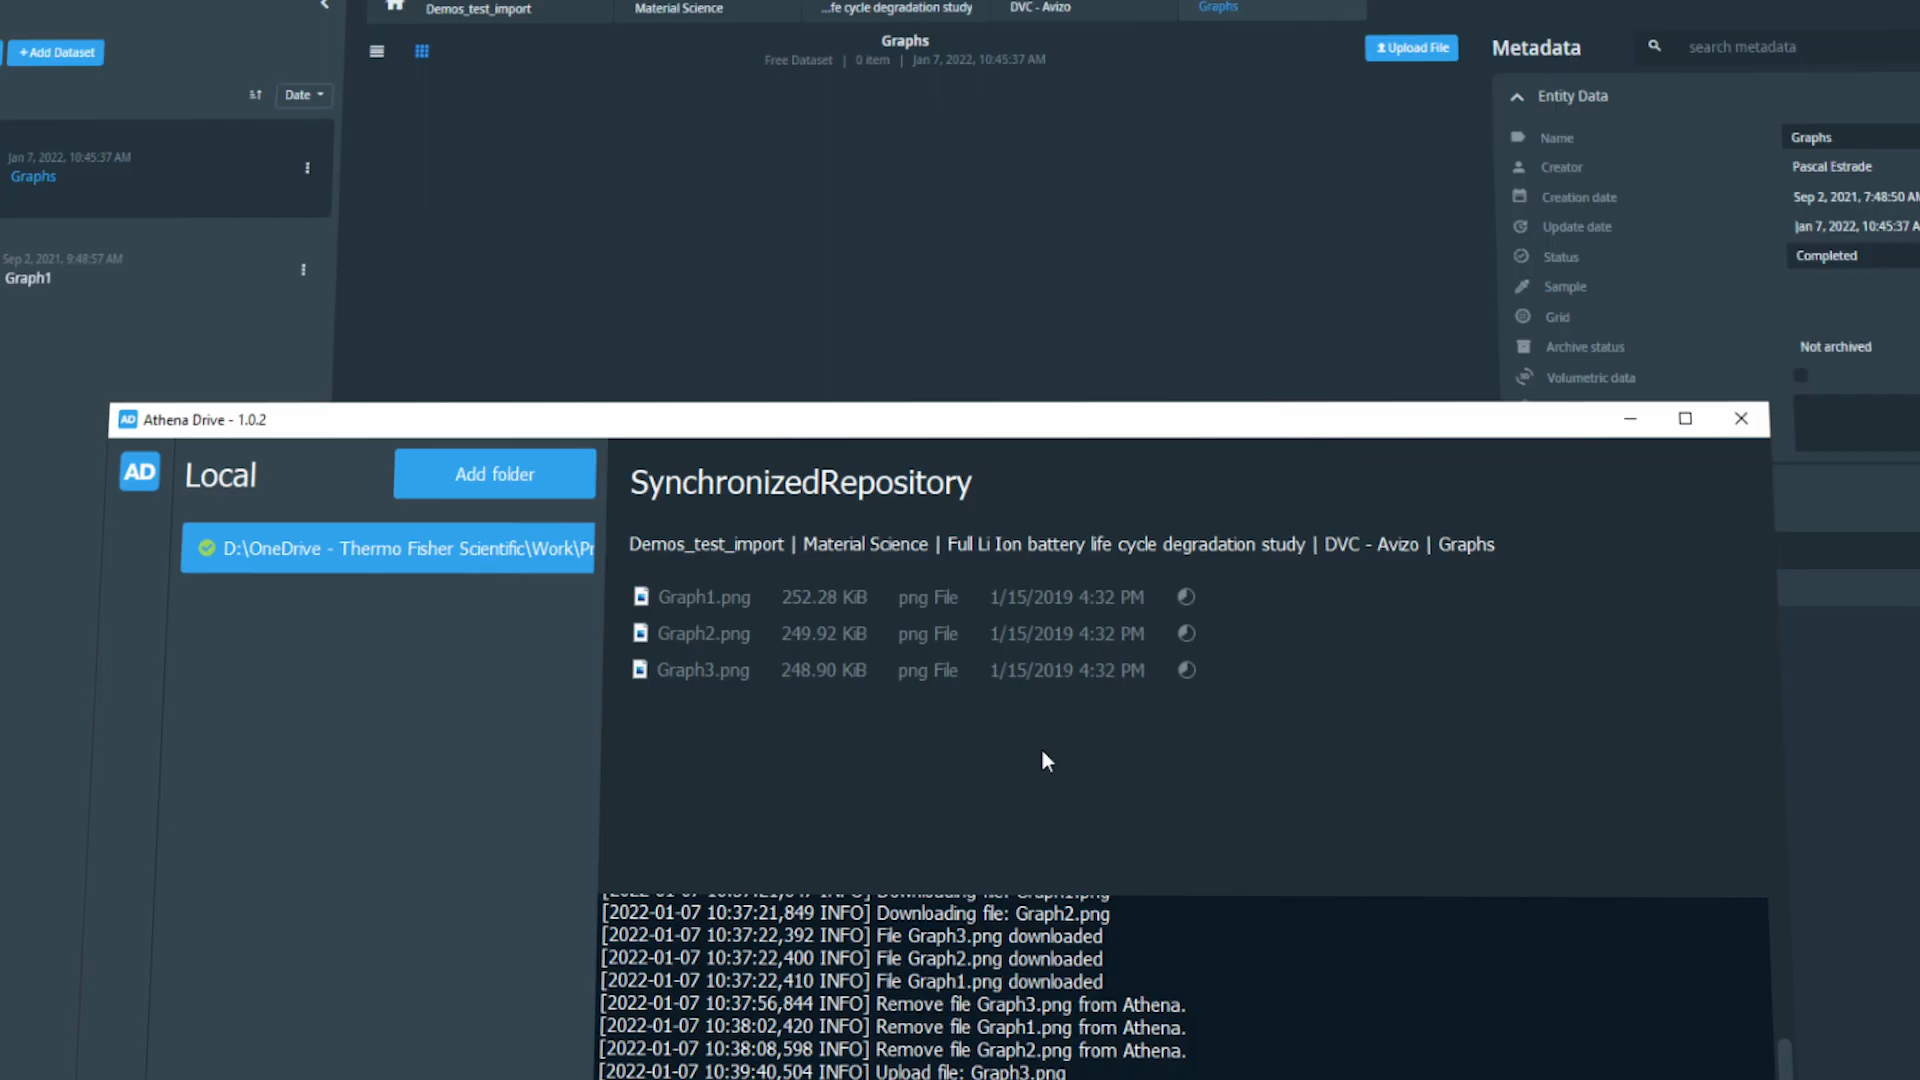 Demos_test_import
Material Science
...fe cycle degradation study
DVC - Avizo
Graphs
+ Add Dataset
Date
Jan 7, 2022, 10:45:37 AM
Graphs
Sep 2, 2021, 9:48:57 AM
Graph1
Graphs
Free Dataset | 0 item | Jan 7, 2022, 10:45:37 AM
Upload File
Metadata
search metadata
Entity Data
Name
Graphs
Creator
Pascal Estrade
Creation date
Sep 2, 2021, 7:48:50 AM
Update date
Jan 7, 2022, 10:45:37 A
Status
Completed
Sample
Grid
Archive status
Not archived
Volumetric data
AD Athena Drive - 1.0.2
AD
Local
Add folder
D:\OneDrive - Thermo Fisher Scientific\Work\Pr
SynchronizedRepository
Demos_test_import | Material Science | Full Li Ion battery life cycle degradation study | DVC - Avizo | Graphs
Graph1.png 252.28 KiB png File 1/15/2019 4:32 PM
Graph2.png 249.92 KiB png File 1/15/2019 4:32 PM
Graph3.png 248.90 KiB png File 1/15/2019 4:32 PM
[2022-01-07 10:37:21,849 INFO] Downloading file: Graph2.png
[2022-01-07 10:37:22,392 INFO] File Graph3.png downloaded
[2022-01-07 10:37:22,400 INFO] File Graph2.png downloaded
[2022-01-07 10:37:22,410 INFO] File Graph1.png downloaded
[2022-01-07 10:37:56,844 INFO] Remove file Graph3.png from Athena.
[2022-01-07 10:38:02,420 INFO] Remove file Graph1.png from Athena.
[2022-01-07 10:38:08,598 INFO] Remove file Graph2.png from Athena.
[2022-01-07 10:39:40,504 INFO] Upload file: Graph3.png